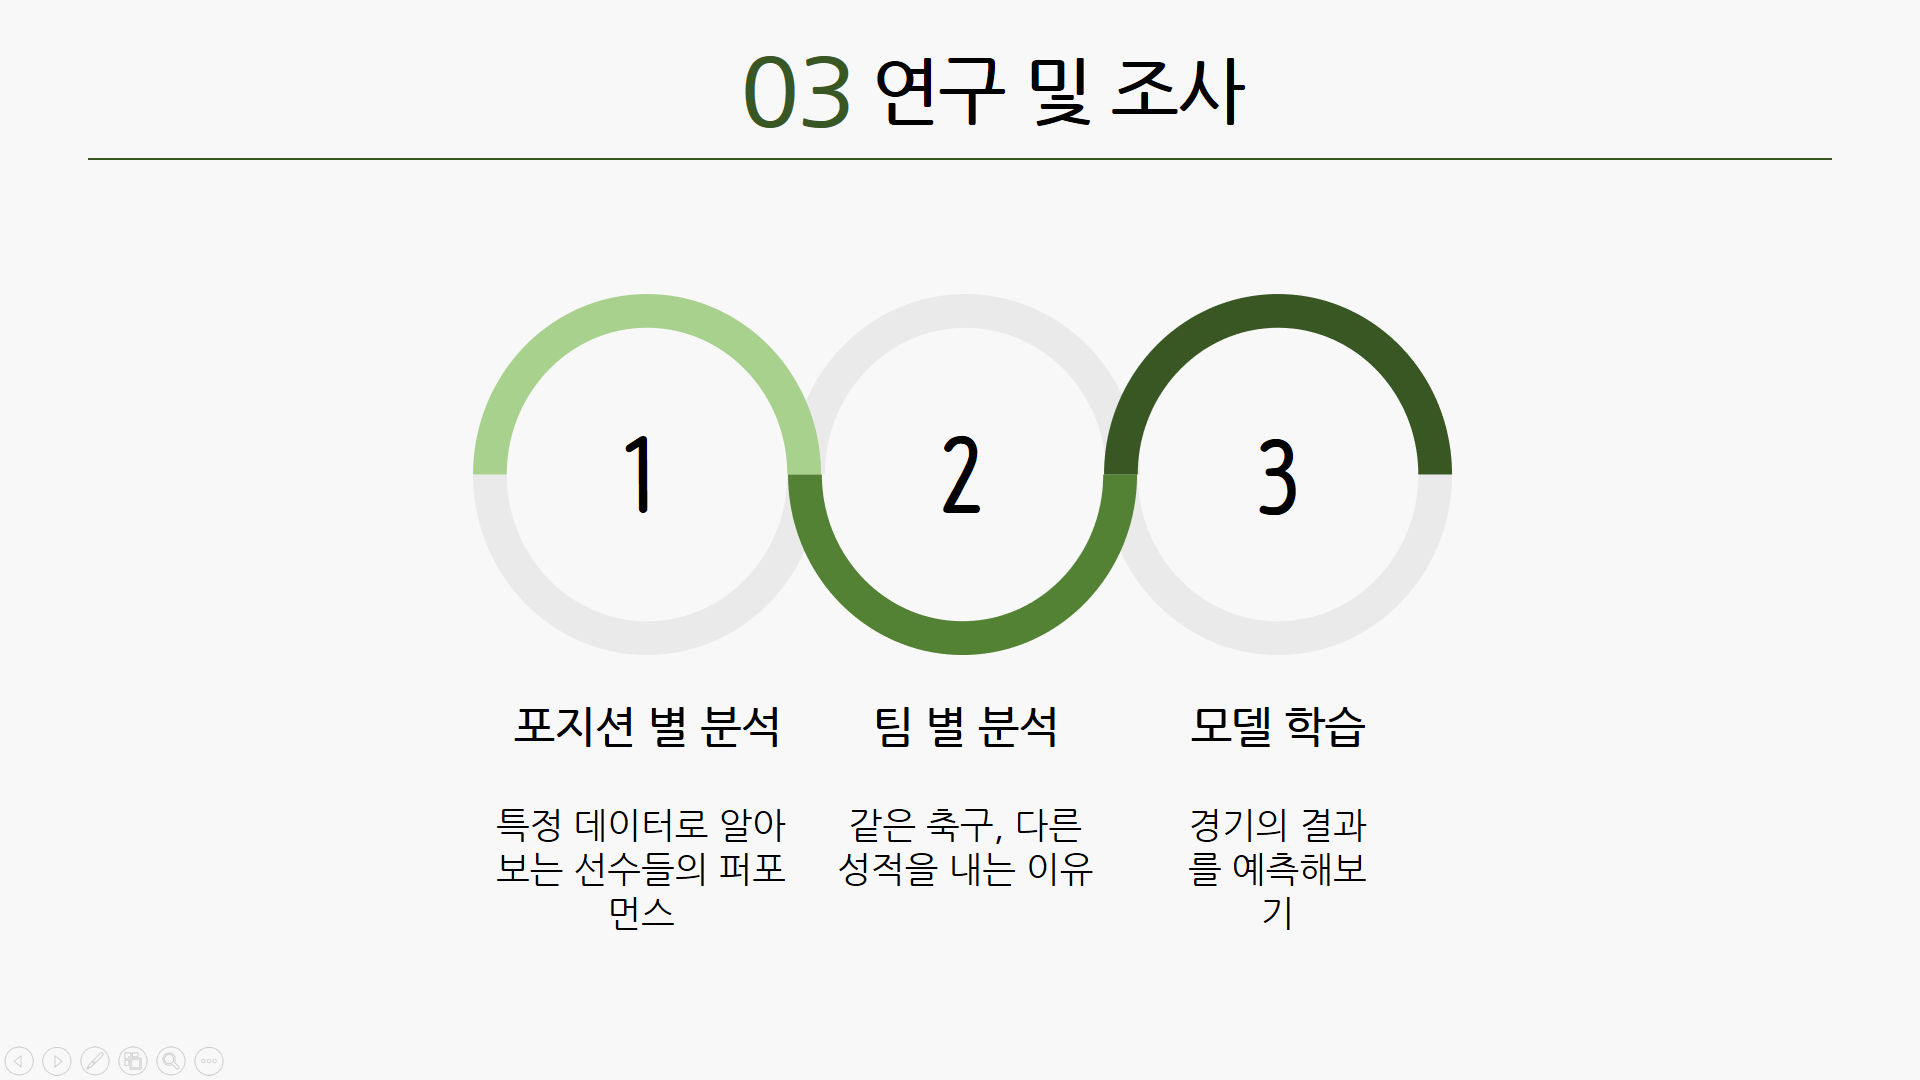 03 연구 및 조사
1
2
3
포지션 별 분석
팀 별 분석
모델 학습
특정 데이터로 알아
보는 선수들의 퍼포
먼스
같은 축구, 다른
성적을 내는 이유
경기의 결과
를 예측해보
기